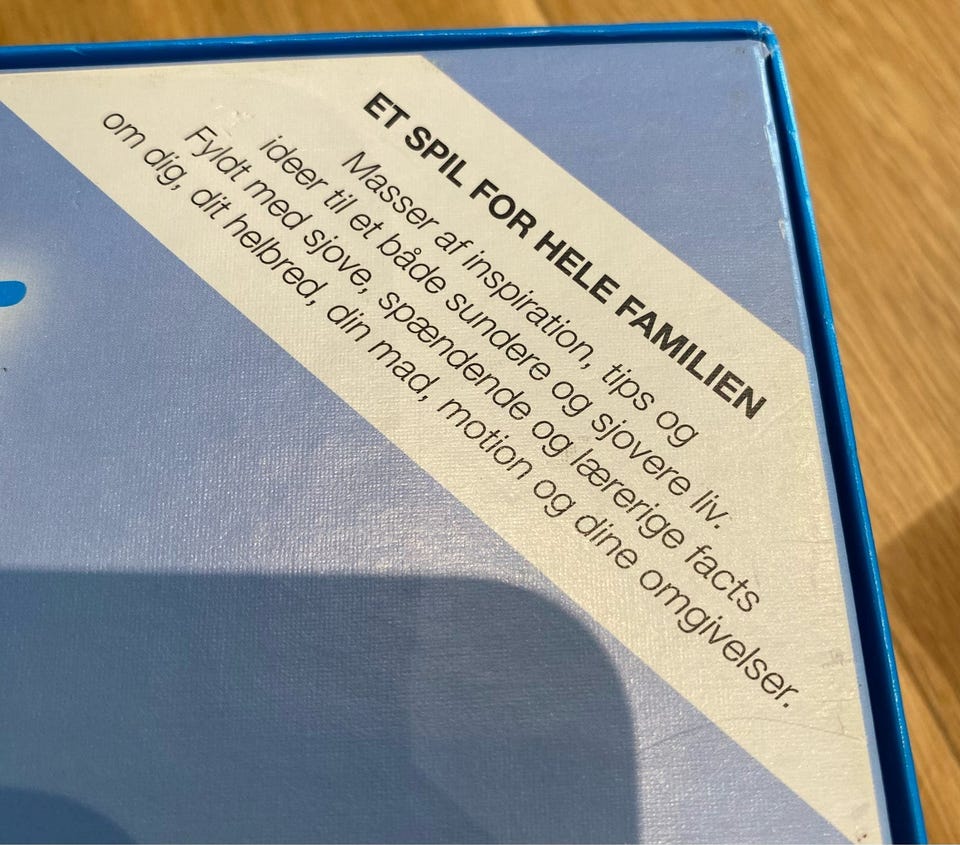 ET SPIL FOR HELE FAMILIEN
Masser af inspiration, tips og
ideer til et både sundere og sjovere liv.
Fyldt med sjove, spændende og lærerige facts
om dig, dit helbred, din mad, motion og dine omgivelser.